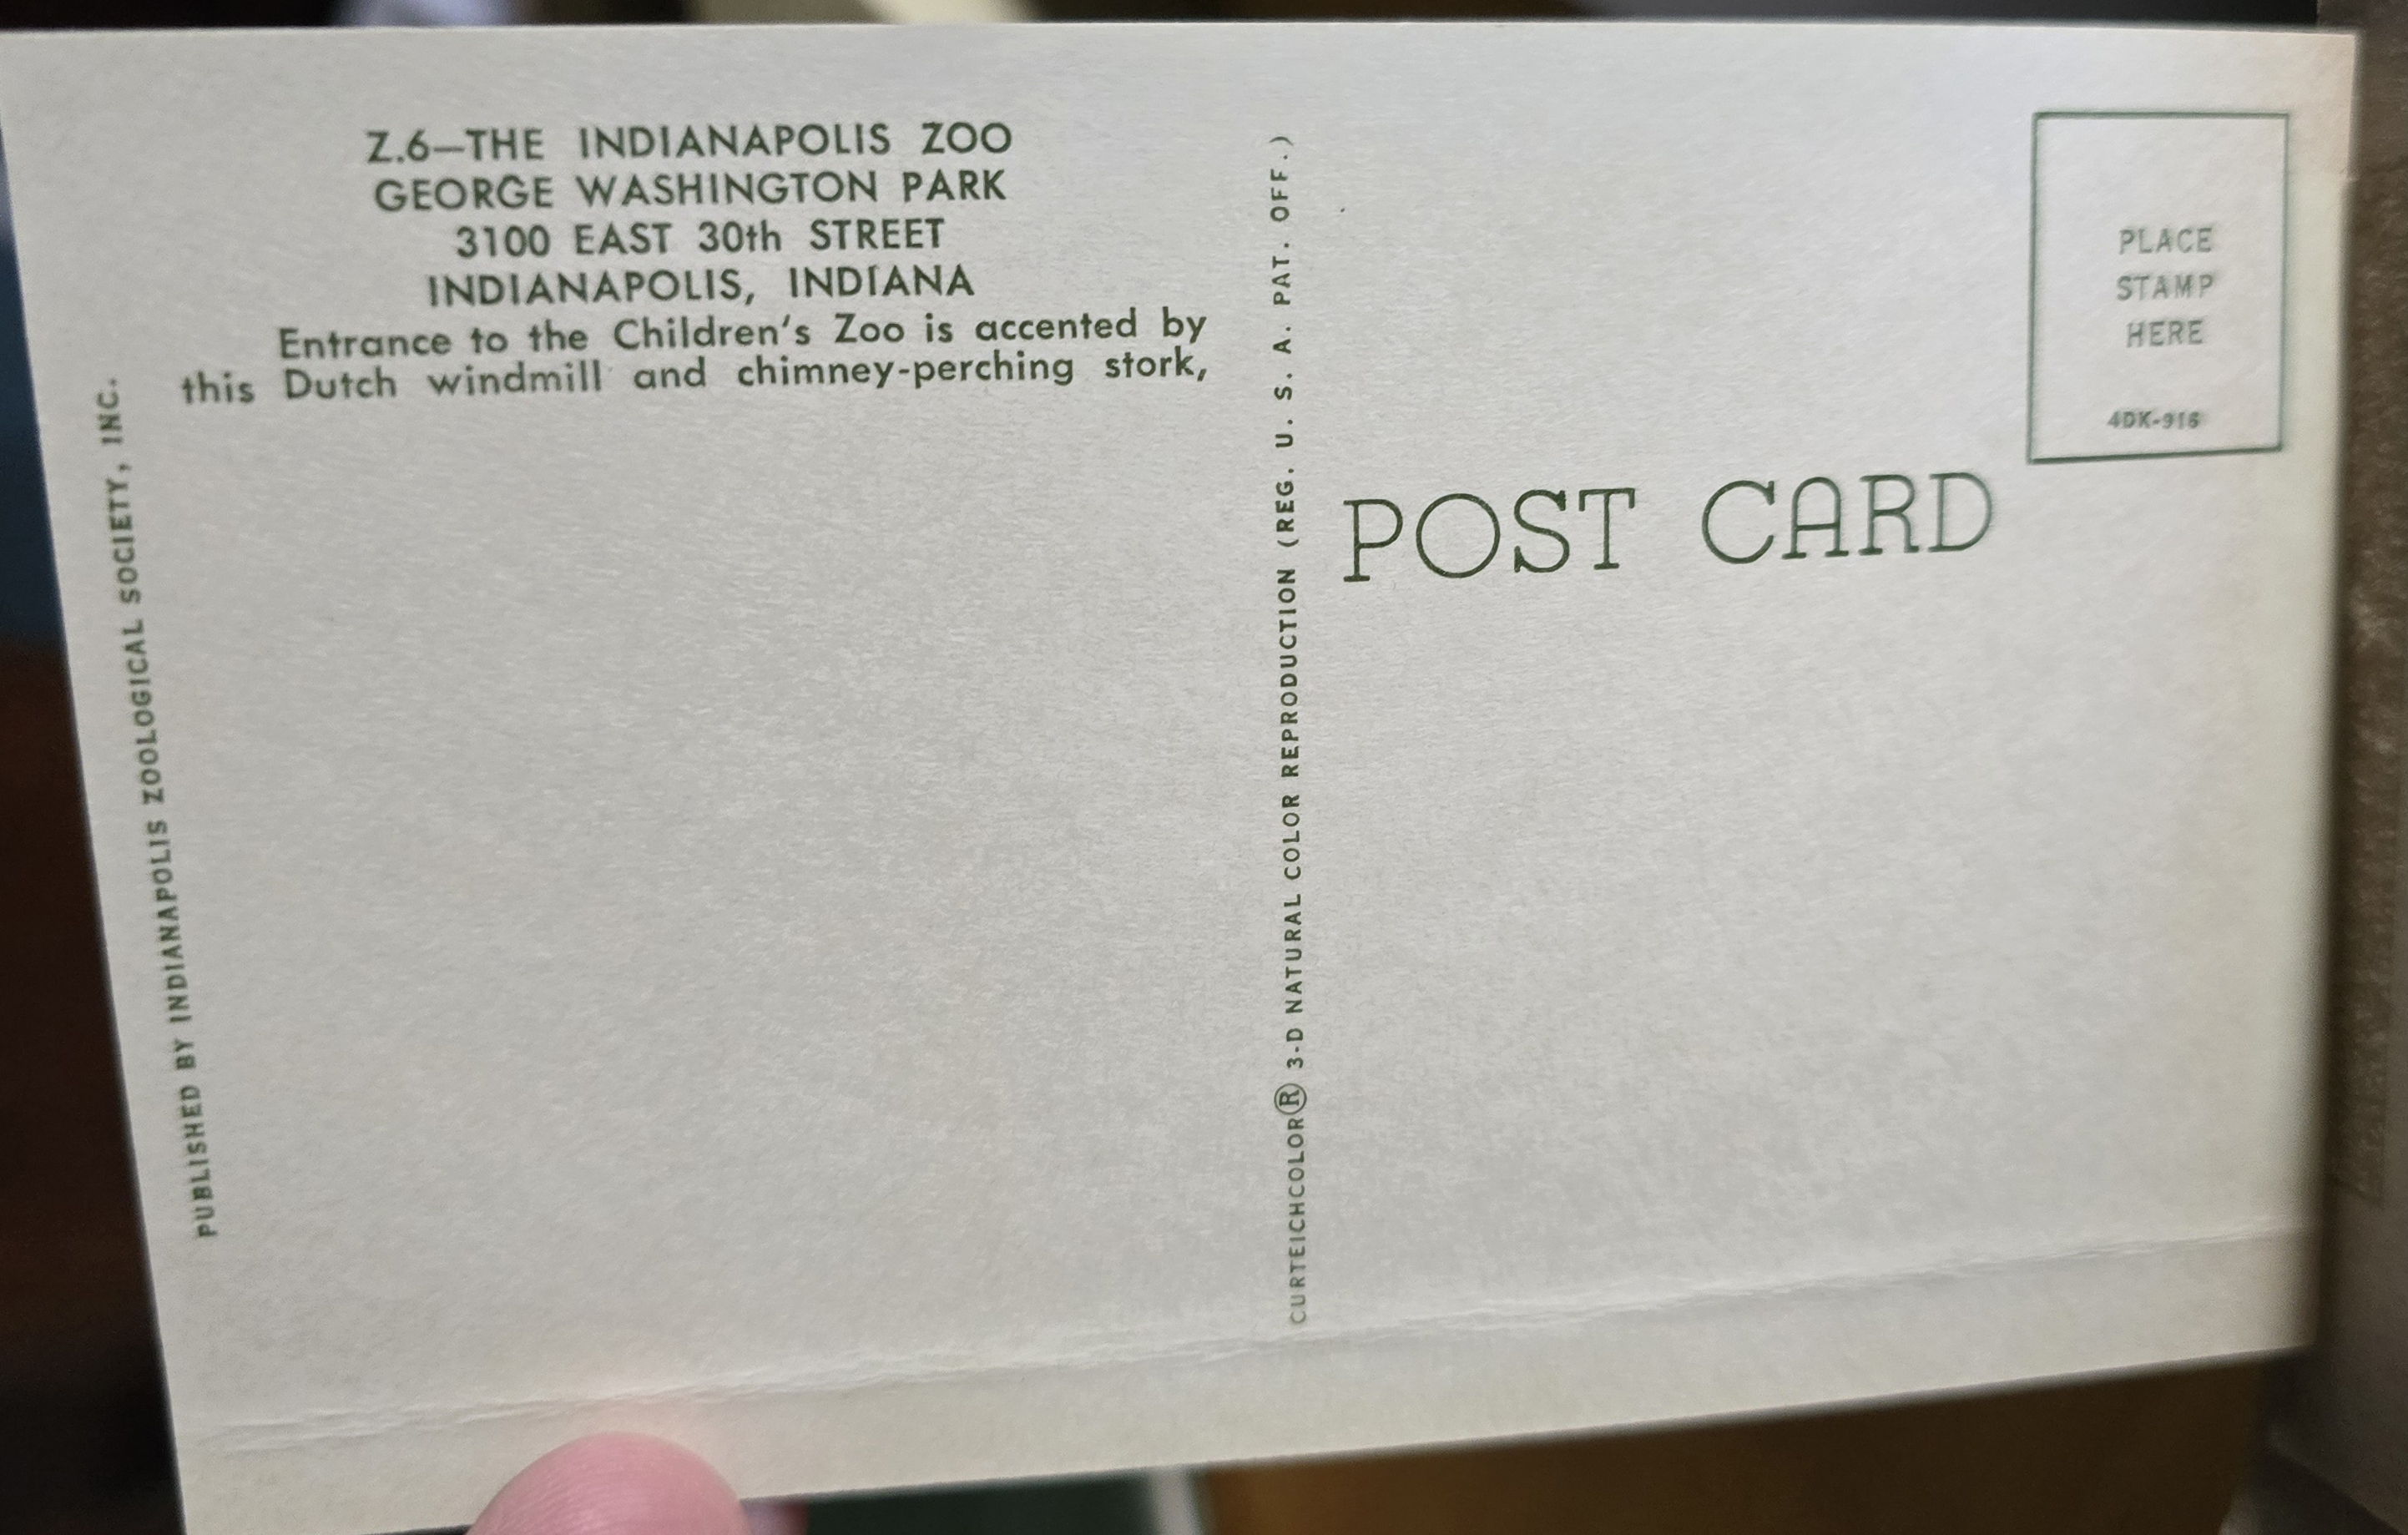 Z.6—THE INDIANAPOLIS ZOO
GEORGE WASHINGTON PARK
3100 EAST 30th STREET
INDIANAPOLIS, INDIANA
Entrance to the Children's Zoo is accented by
this Dutch windmill and chimney-perching stork,
PUBLISHED BY INDIANAPOLIS ZOOLOGICAL SOCIETY, INC.
CURTEICHCOLOR® 3-D NATURAL COLOR REPRODUCTION (REG. U. S. A. PAT. OFF.)
POST CARD
PLACE
STAMP
HERE
4DK-916